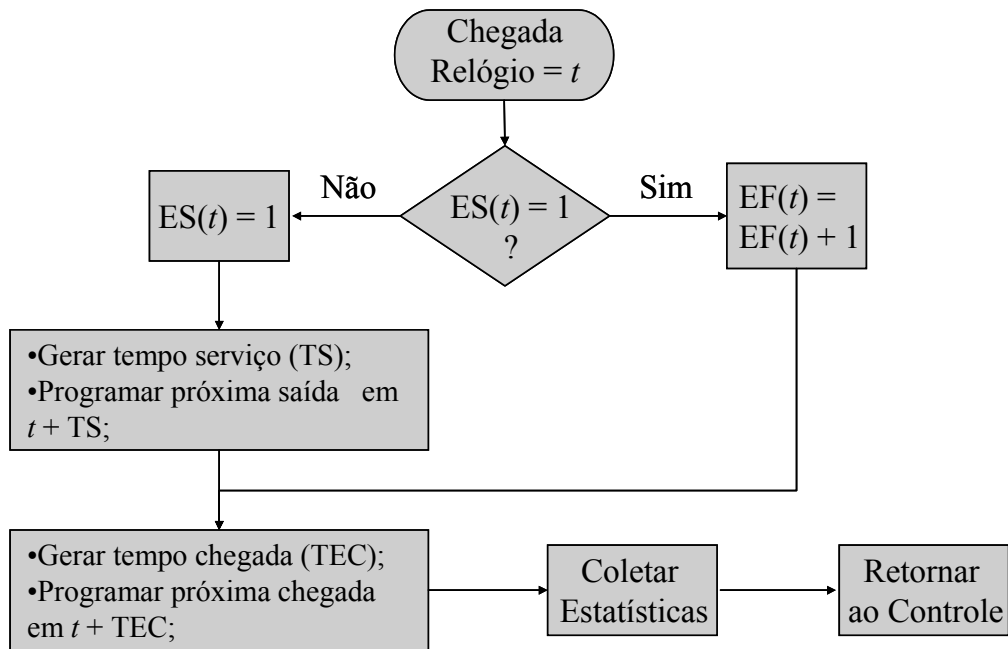 Chegada
Relógio = t
Não
Sim
ES(t) = 1
ES(t) = 1
?
EF(t) =
EF(t) + 1
•Gerar tempo serviço (TS);
•Programar próxima saída em
t + TS;
•Gerar tempo chegada (TEC);
•Programar próxima chegada
em t + TEC;
Coletar
Estatísticas
Retornar
ao Controle